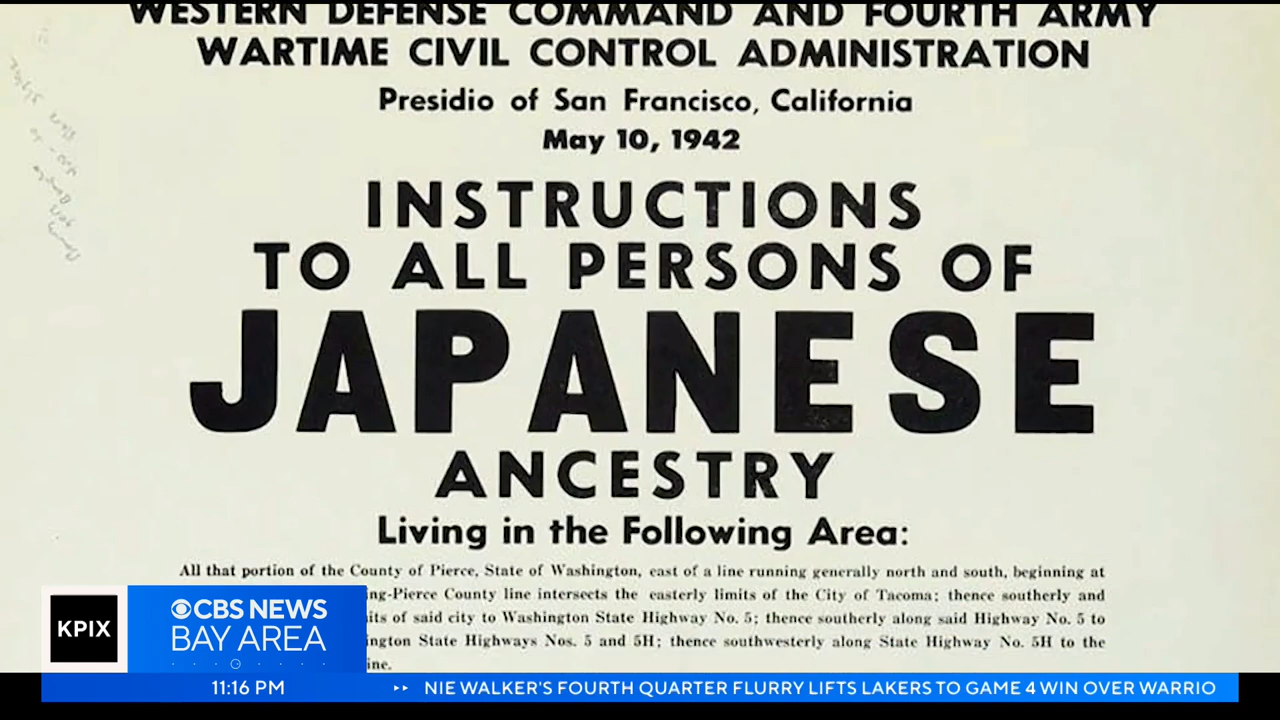 WESTERN DEFENSE COMMAND AND FOURTH ARMY
WARTIME CIVIL CONTROL ADMINISTRATION
Presidio of San Francisco, California
May 10, 1942
INSTRUCTIONS
TO ALL PERSONS OF
JAPANESE
ANCESTRY
Living in the Following Area:
All that portion of the County of Pierce, State of Washington, east of a line running generally north and south, beginning at
ng-Pierce County line intersects the easterly limits of the City of Tacoma; thence southerly and
its of said city to Washington State Highway No. 5; thence southerly along said Highway No. 5 to
ington State Highways Nos. 5 and 5H; thence southwesterly along State Highway No. 5H to the
ine.
KPIX
CBS NEWS
BAY AREA
11:16 PM
NIE WALKER'S FOURTH QUARTER FLURRY LIFTS LAKERS TO GAME 4 WIN OVER WARRIO